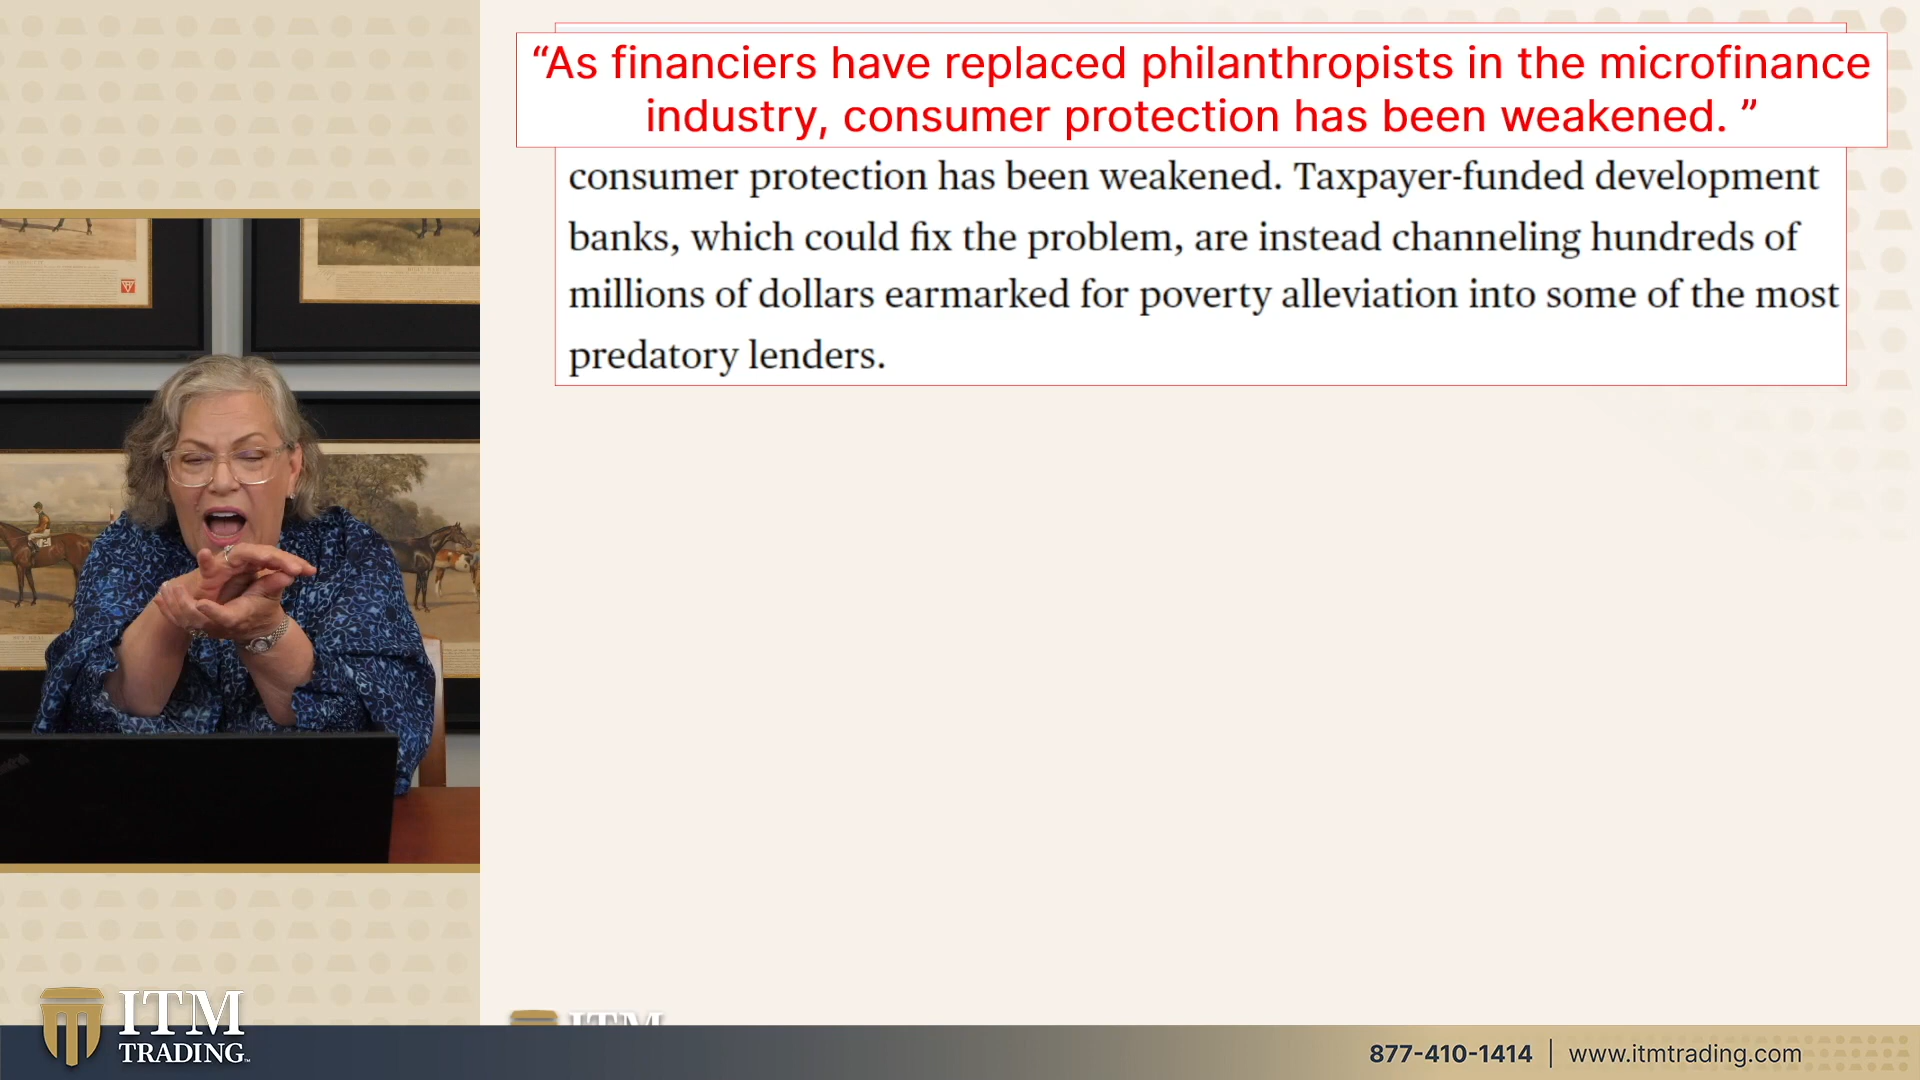 “As financiers have replaced philanthropists in the microfinance
industry, consumer protection has been weakened. ”
consumer protection has been weakened. Taxpayer-funded development
banks, which could fix the problem, are instead channeling hundreds of
millions of dollars earmarked for poverty alleviation into some of the most
predatory lenders.
ITM
TRADING™
ITM
877-410-1414 | www.itmtrading.com